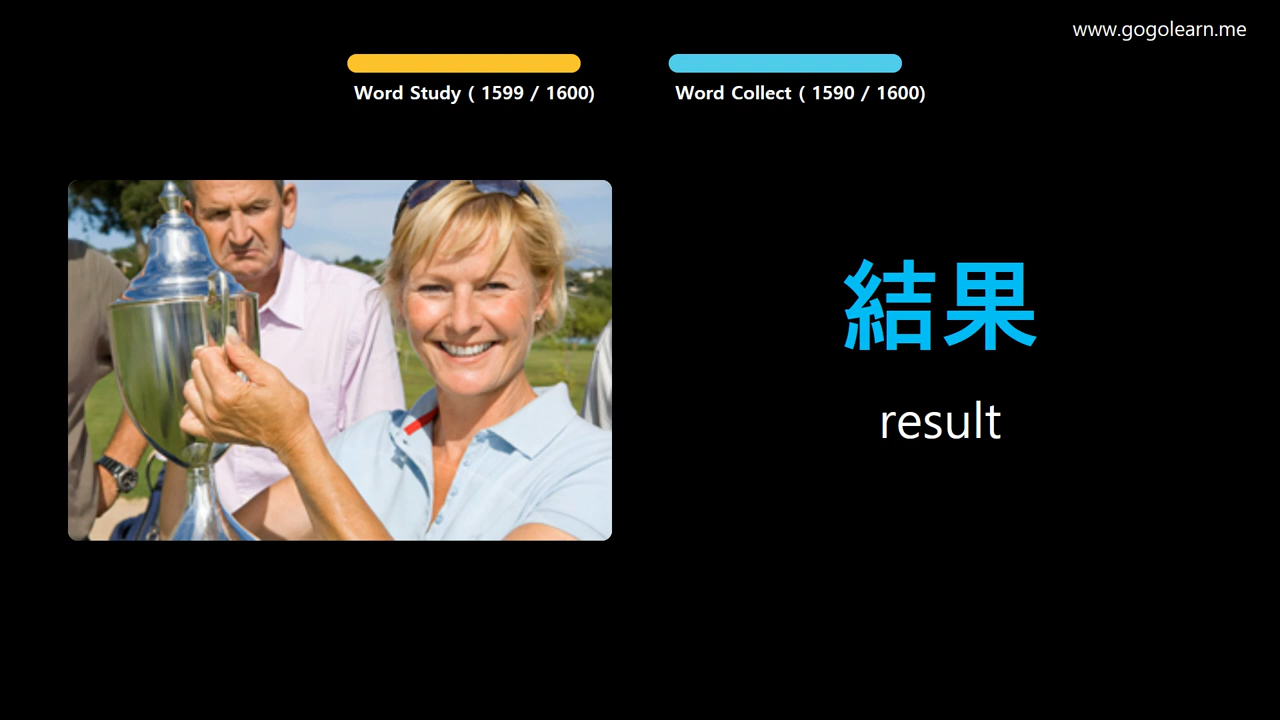 www.gogolearn.me
Word Study ( 1599 / 1600)
Word Collect ( 1590 / 1600)
結果
result